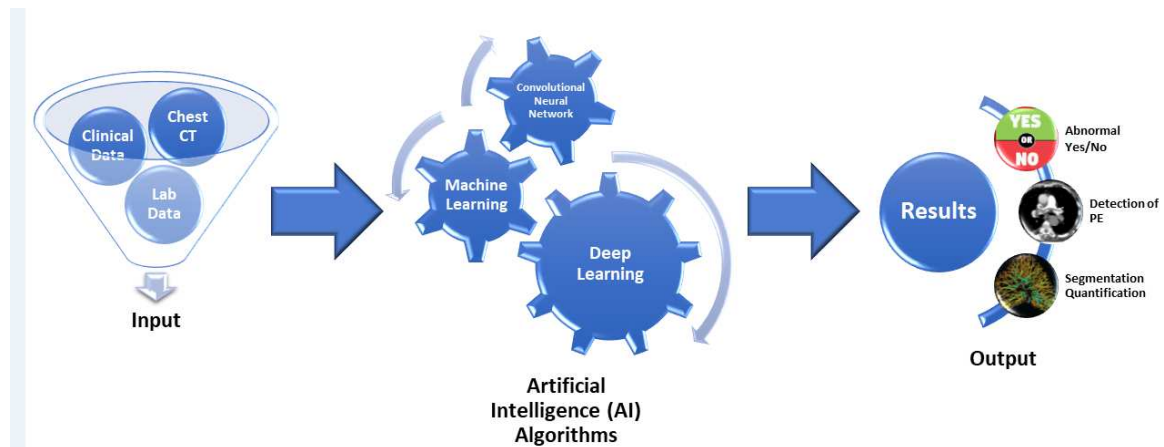 Clinical
Data
Chest
CT
Lab
Data
Input
Convolutional
Neural
Network
Machine
Learning
Deep
Learning
Artificial
Intelligence (AI)
Algorithms
Results
YES
OR
NO
Abnormal
Yes/No
Detection of
PE
Segmentation
Quantification
Output